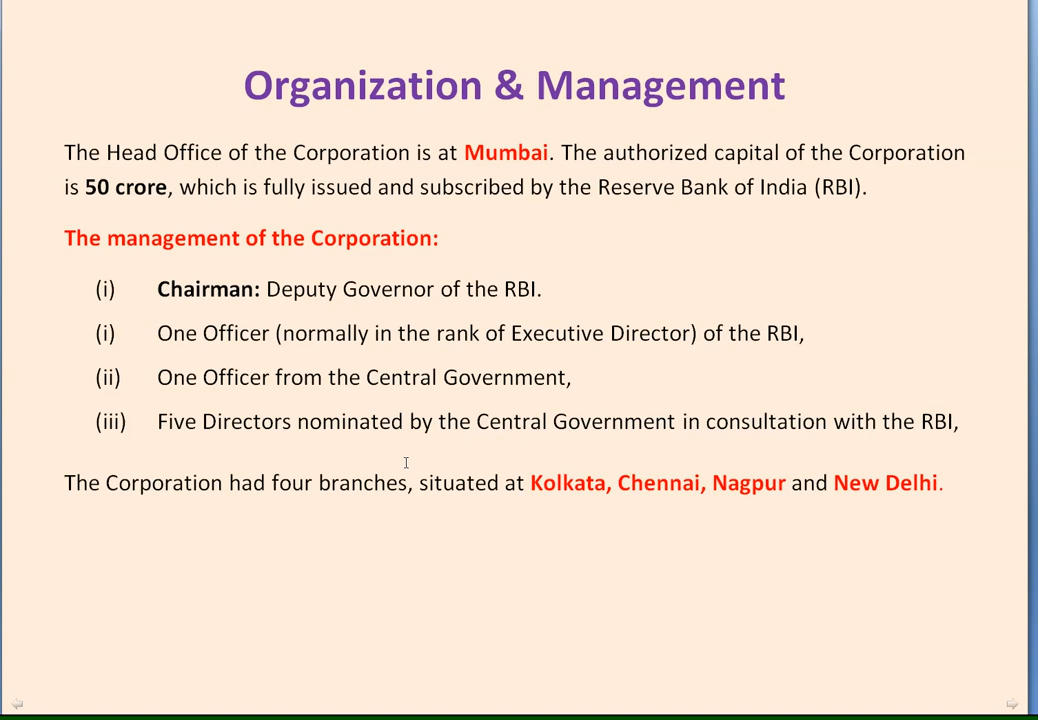 Organization & Management
The Head Office of the Corporation is at Mumbai. The authorized capital of the Corporation
is 50 crore, which is fully issued and subscribed by the Reserve Bank of India (RBI).
The management of the Corporation:
(i) Chairman: Deputy Governor of the RBI.
(i) One Officer (normally in the rank of Executive Director) of the RBI,
(ii) One Officer from the Central Government,
(iii) Five Directors nominated by the Central Government in consultation with the RBI,
The Corporation had four branches, situated at Kolkata, Chennai, Nagpur and New Delhi.